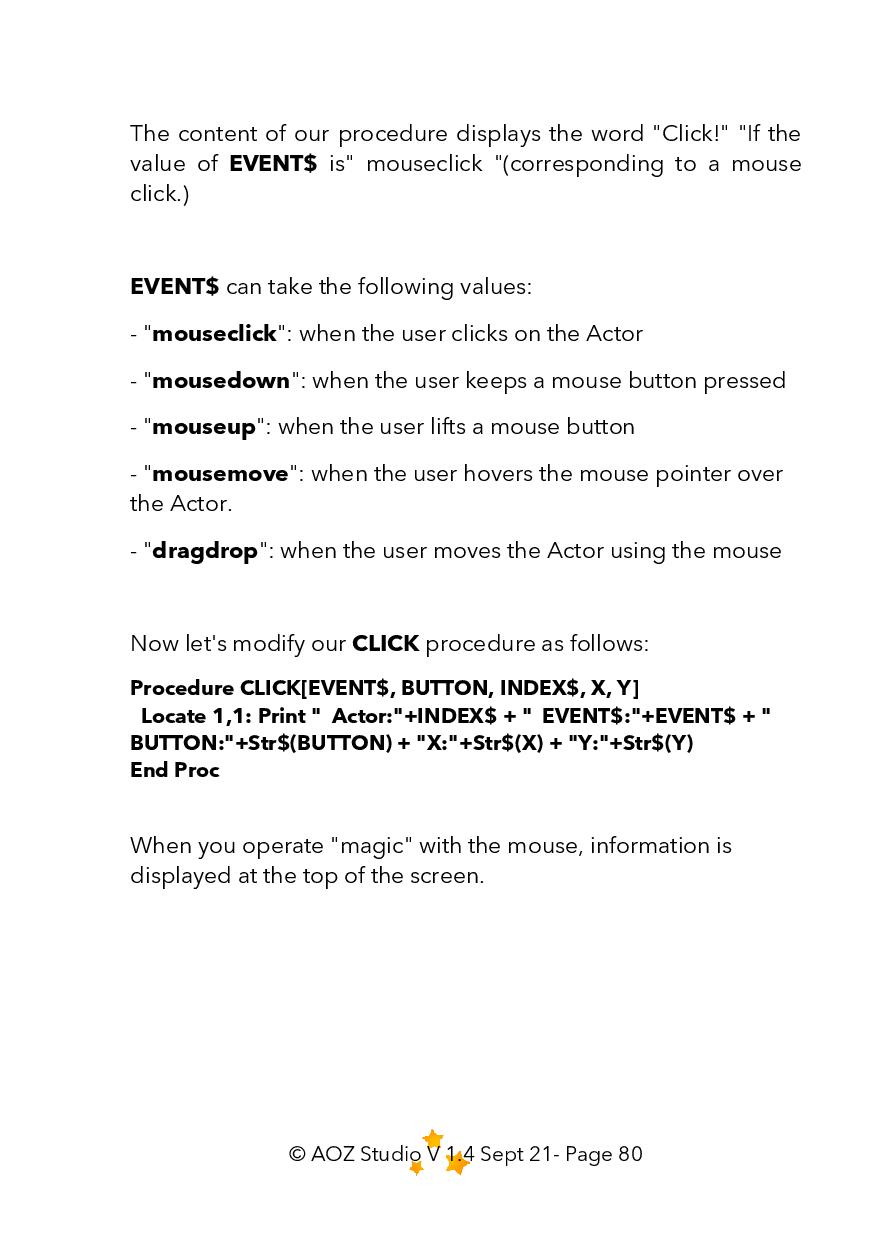 The content of our procedure displays the word "Click!" "If the
value of EVENT$ is" mouseclick "(corresponding to a mouse
click.)
EVENT$ can take the following values:
- "mouseclick": when the user clicks on the Actor
- "mousedown": when the user keeps a mouse button pressed
- "mouseup": when the user lifts a mouse button
- "mousemove": when the user hovers the mouse pointer over
the Actor.
- "dragdrop": when the user moves the Actor using the mouse
Now let's modify our CLICK procedure as follows:
Procedure CLICK[EVENT$, BUTTON, INDEX$, X, Y]
  Locate 1,1: Print "  Actor:"+INDEX$ + "  EVENT$:"+EVENT$ + "
BUTTON:"+Str$(BUTTON) + "X:"+Str$(X) + "Y:"+Str$(Y)
End Proc
When you operate "magic" with the mouse, information is
displayed at the top of the screen.
© AOZ Studio V 1.4 Sept 21- Page 80